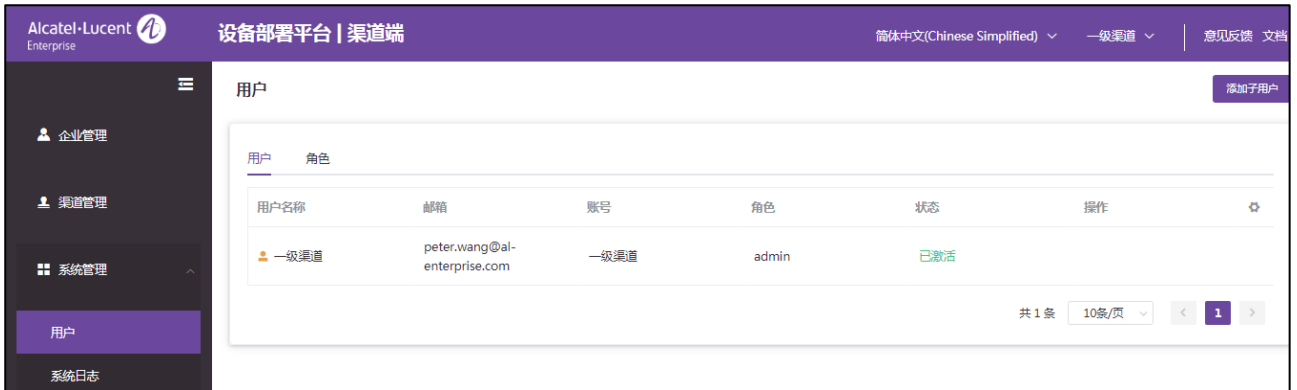 Alcatel·Lucent
Enterprise
设备部署平台 | 渠道端
简体中文(Chinese Simplified)
一级渠道
意见反馈 文档
用户
添加子用户
企业管理
渠道管理
系统管理
用户
系统日志
用户 角色
用户名称 邮箱 账号 角色 状态 操作
一级渠道 peter.wang@al-enterprise.com 一级渠道 admin 已激活
共 1 条 10条/页 1